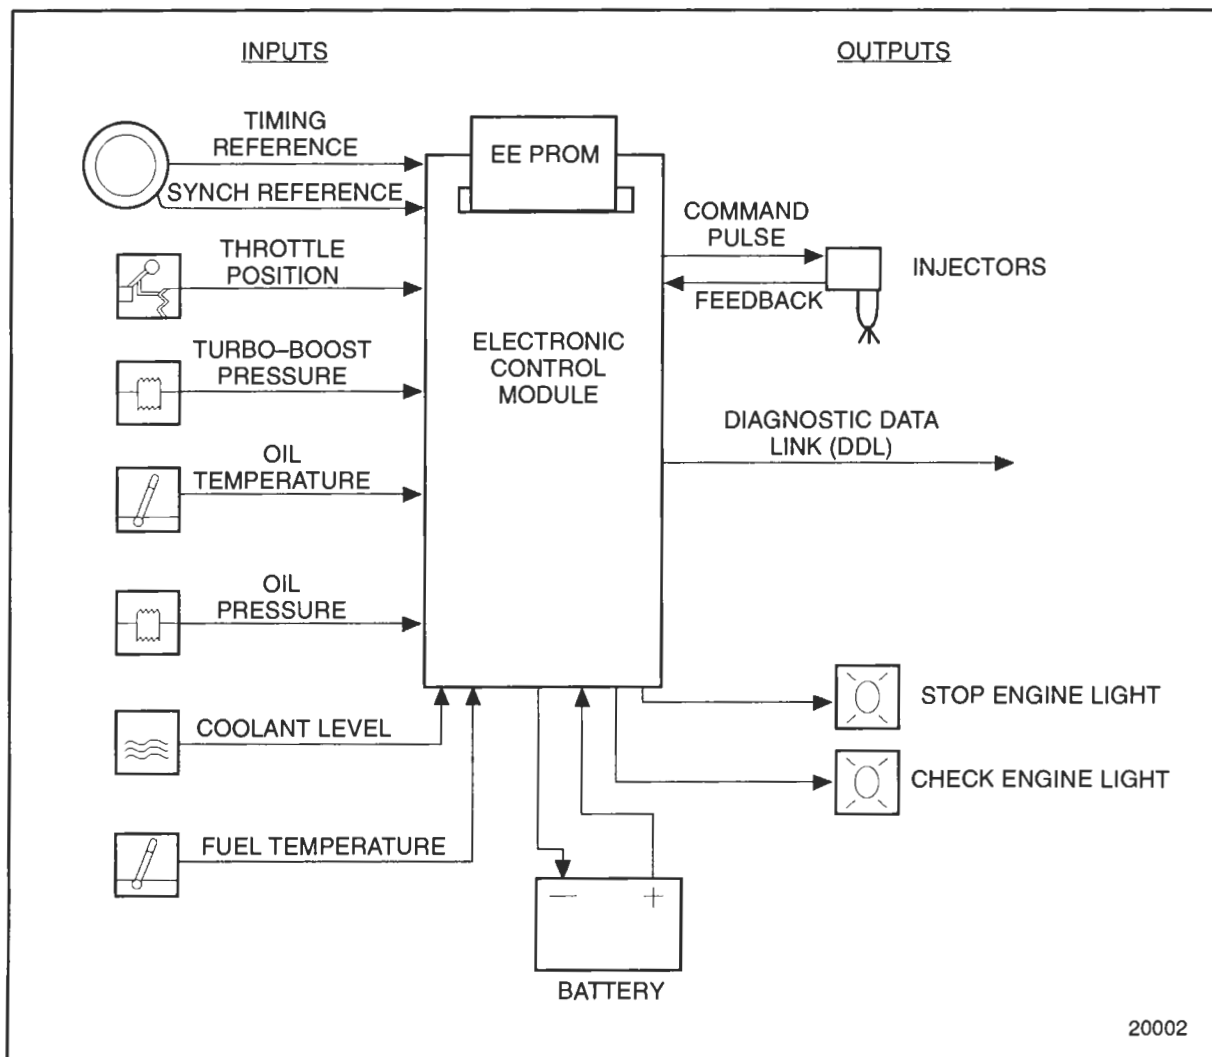 INPUTS
OUTPUTS
TIMING
REFERENCE
SYNCH REFERENCE
THROTTLE
POSITION
TURBO–BOOST
PRESSURE
OIL
TEMPERATURE
OIL
PRESSURE
COOLANT LEVEL
FUEL TEMPERATURE
EE PROM
ELECTRONIC
CONTROL
MODULE
COMMAND
PULSE
FEEDBACK
INJECTORS
DIAGNOSTIC DATA
LINK (DDL)
STOP ENGINE LIGHT
CHECK ENGINE LIGHT
— +
BATTERY
20002